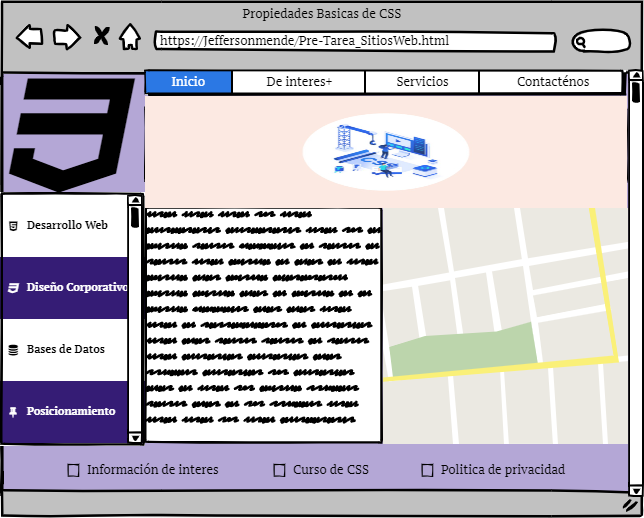 Propiedades Basicas de CSS
https://Jeffersonmende/Pre-Tarea_SitiosWeb.html
Inicio
De interes+
Servicios
Contacténos
Desarrollo Web
Diseño Corporativo
Bases de Datos
Posicionamiento
Información de interes
Curso de CSS
Politica de privacidad